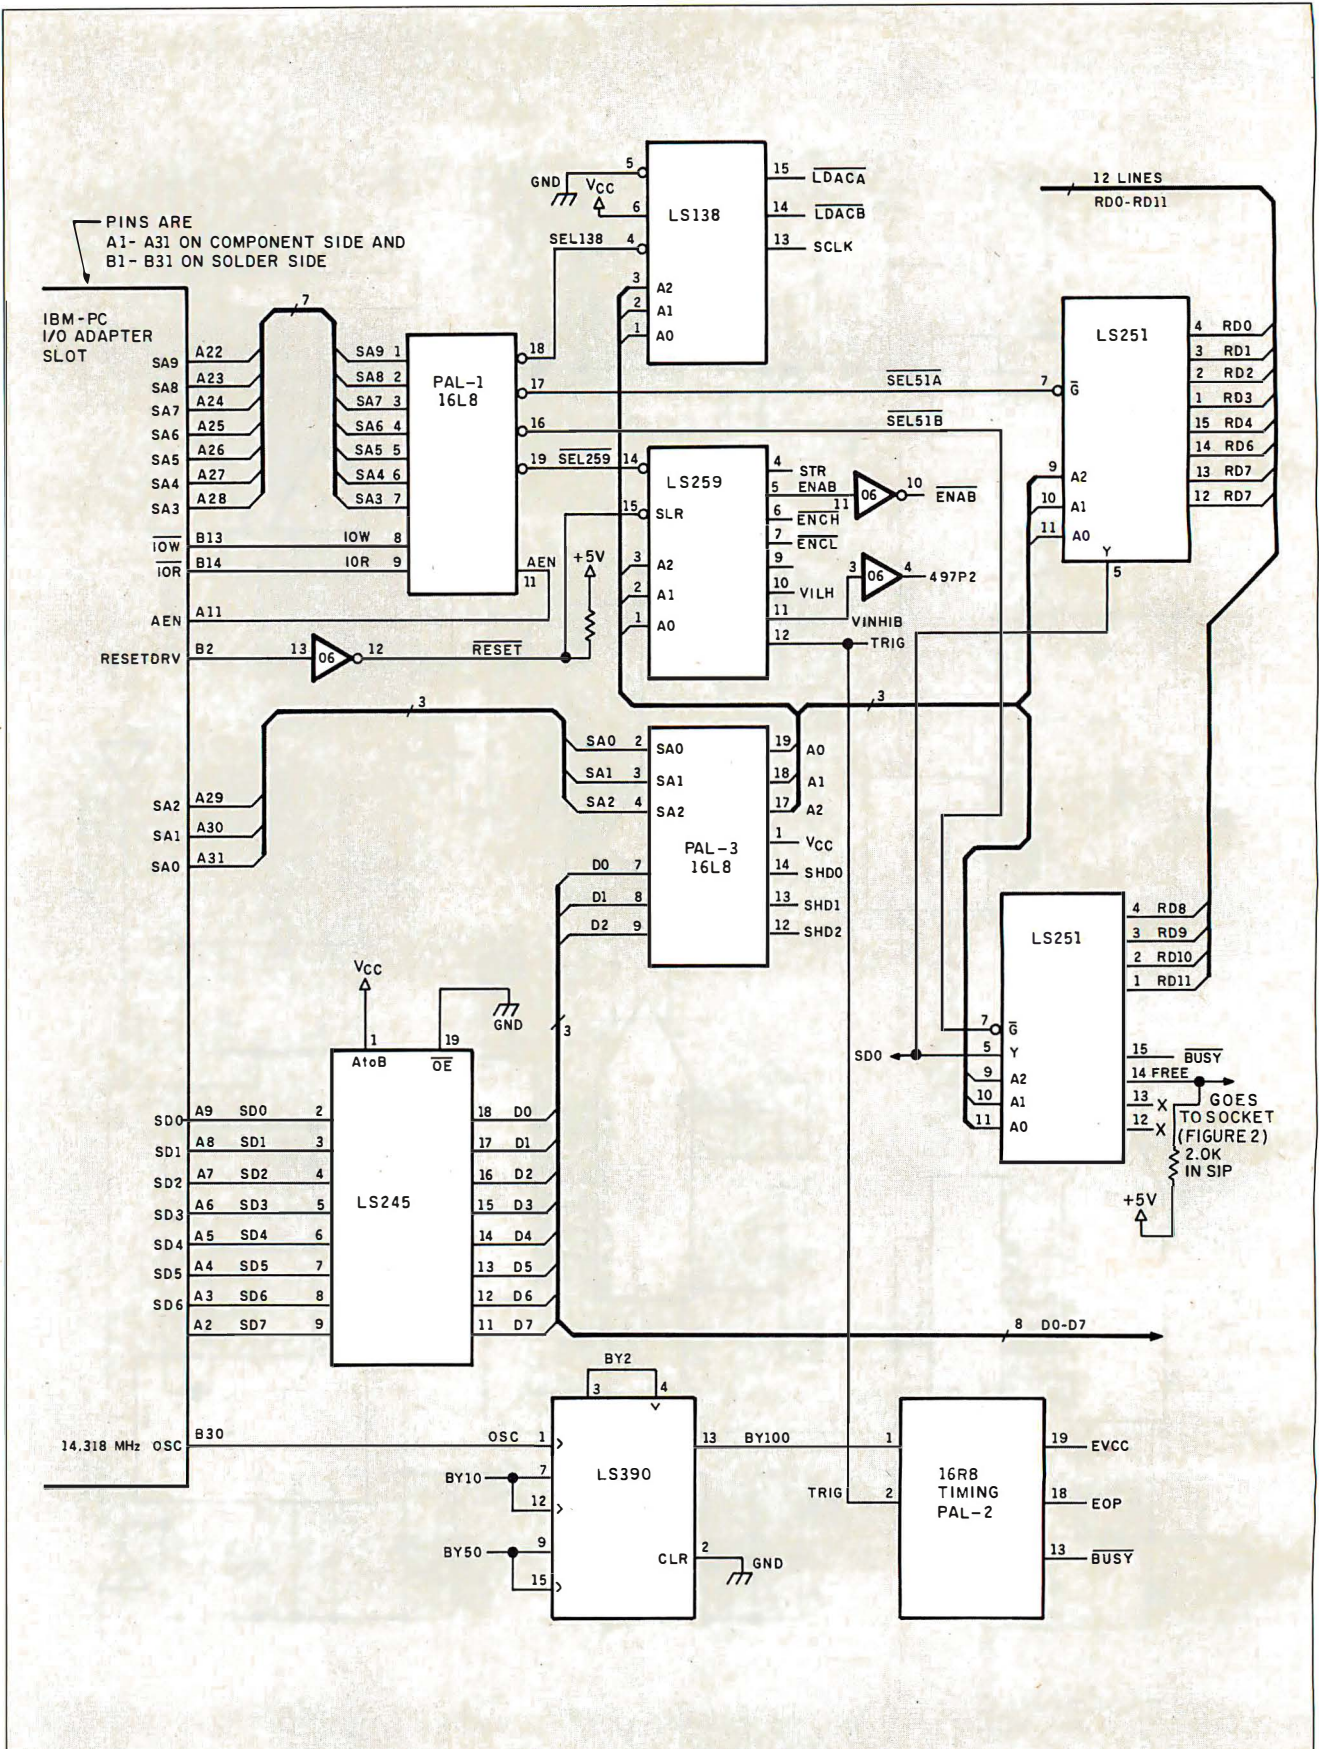 PINS ARE
A1- A31 ON COMPONENT SIDE AND
B1- B31 ON SOLDER SIDE
IBM-PC
I/O ADAPTER
SLOT
SA9 A22
SA8 A23
SA7 A24
SA6 A25
SA5 A26
SA4 A27
SA3 A28
IOW B13 IOW 8
IOR B14 IOR 9
AEN A11
RESETDRV B2 13 06 12 RESET
7
SA9 1
SA8 2
SA7 3
SA6 4
SA5 5
SA4 6
SA3 7
PAL-1
16L8
18
17
16
19
AEN
11
SEL138
SEL259
SEL51A
SEL51B
+5V
GND
VCC
5
6
4
3 A2
2 A1
1 A0
LS138
15 LDACA
14 LDACB
13 SCLK
14
15 SLR
3 A2
2 A1
1 A0
LS259
4 STR
5 ENAB 11 06 10 ENAB
6 ENCH
7 ENCL
9
10 VILH
11 VINHIB 3 06 4 497P2
12 TRIG
12 LINES
RD0-RD11
LS251
7 G
9 A2
10 A1
11 A0
Y
5
4 RD0
3 RD1
2 RD2
1 RD3
15 RD4
14 RD6
13 RD7
12 RD7
3
3
SA2 A29
SA1 A30
SA0 A31
SA0 2 SA0
SA1 3 SA1
SA2 4 SA2
PAL-3
16L8
D0 7
D1 8
D2 9
19 A0
18 A1
17 A2
1 VCC
14 SHD0
13 SHD1
12 SHD2
LS251
4 RD8
3 RD9
2 RD10
1 RD11
7 G
SD0 5 Y
9 A2
10 A1
11 A0
15 BUSY
14 FREE
13 X
12 X
GOES
TO SOCKET
(FIGURE 2)
2.0K
IN SIP
+5V
VCC
GND
1 19
AtoB OE
LS245
3
SD0 A9 SD0 2
SD1 A8 SD1 3
SD2 A7 SD2 4
SD3 A6 SD3 5
SD4 A5 SD4 6
SD5 A4 SD5 7
SD6 A3 SD6 8
A2 SD7 9
18 D0
17 D1
16 D2
15 D3
14 D4
13 D5
12 D6
11 D7
8 D0-D7
BY2
3 4
14.318 MHz OSC B30 OSC 1
BY10 7
12
BY50 9
15
LS390
13 BY100 1
CLR 2 GND
TRIG 2
16R8
TIMING
PAL-2
19 EVCC
18 EOP
13 BUSY